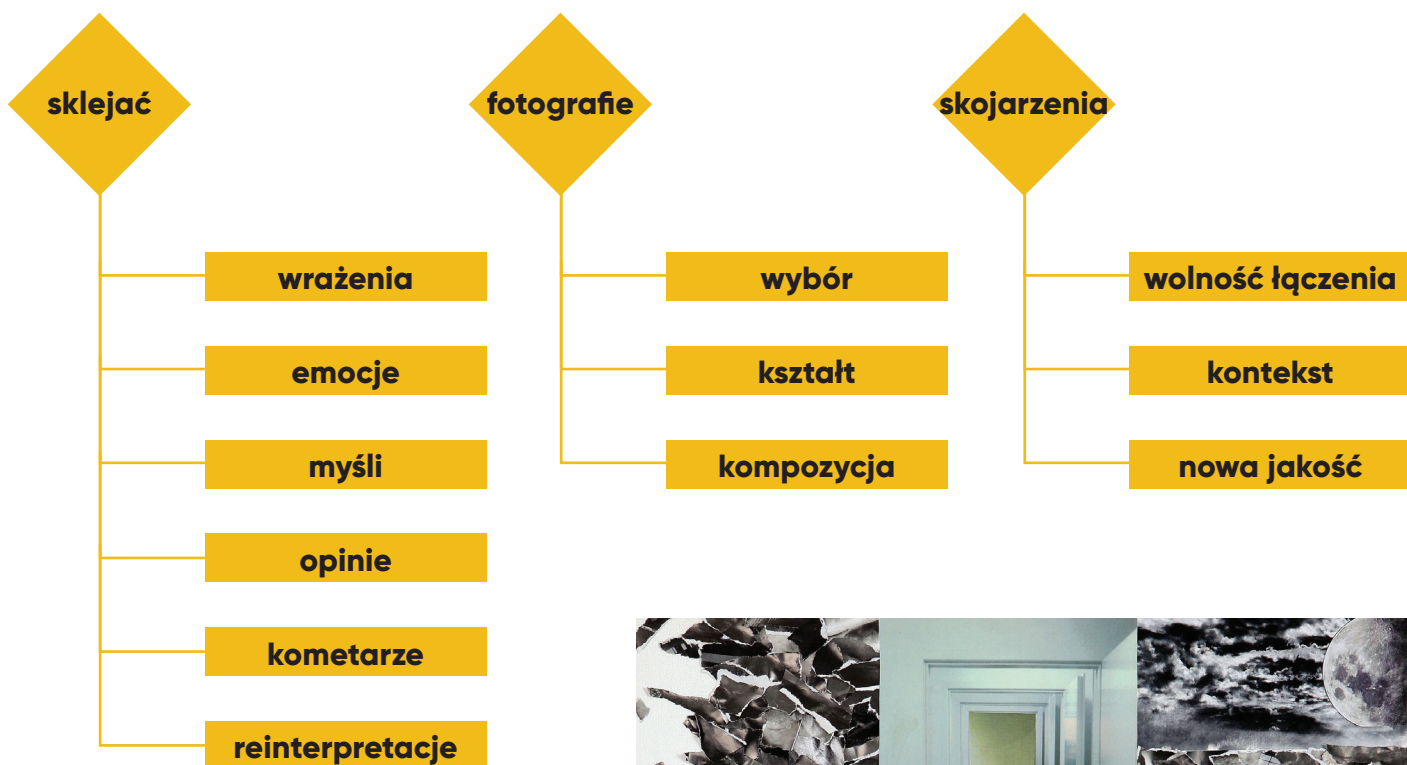 sklejać
wrażenia
emocje
myśli
opinie
kometarze
reinterpretacje
fotografie
wybór
kształt
kompozycja
skojarzenia
wolność łączenia
kontekst
nowa jakość